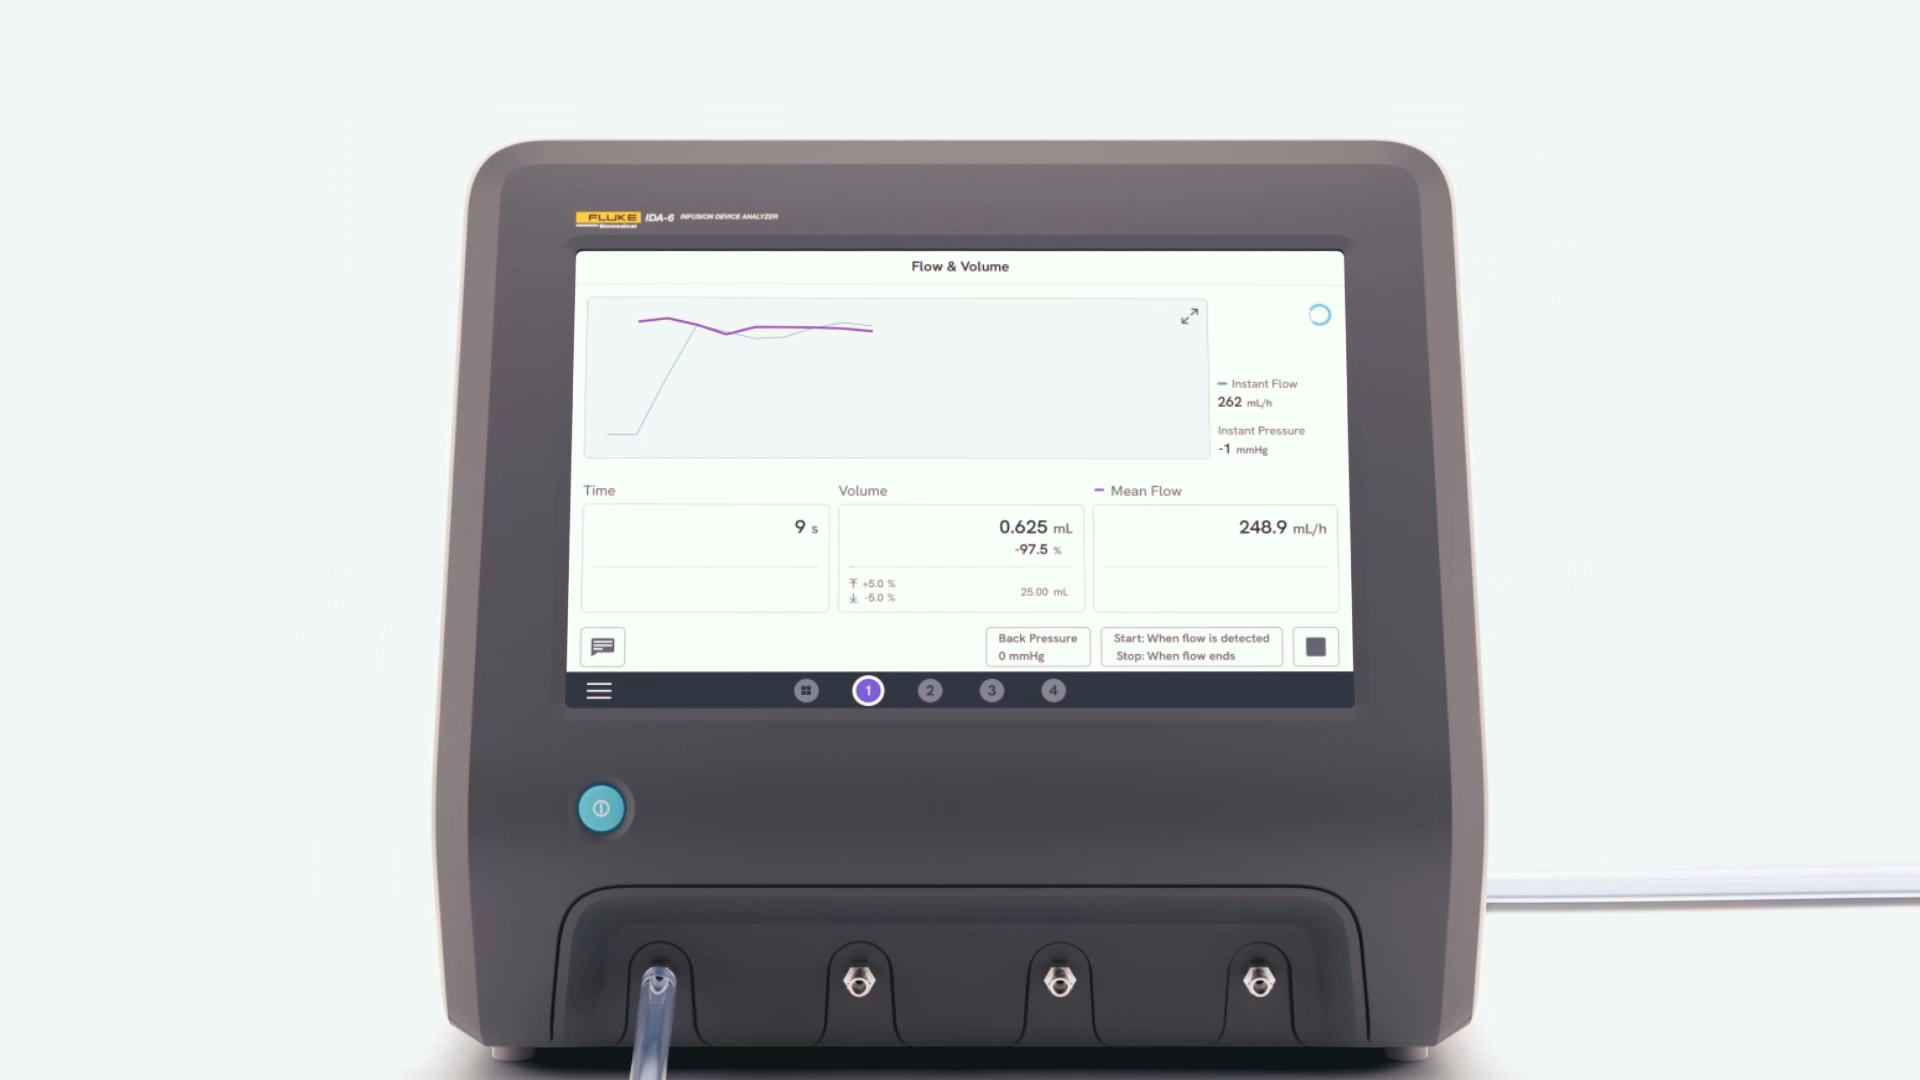 FLUKE IDA-6 INFUSION DEVICE ANALYZER
Biomedical
Flow & Volume
Instant Flow
262 mL/h
Instant Pressure
-1 mmHg
Time
9 s
Volume
0.625 mL
-97.5 %
+5.0 %
-5.0 %
25.00 mL
Mean Flow
248.9 mL/h
Back Pressure
0 mmHg
Start: When flow is detected
Stop: When flow ends
1 2 3 4